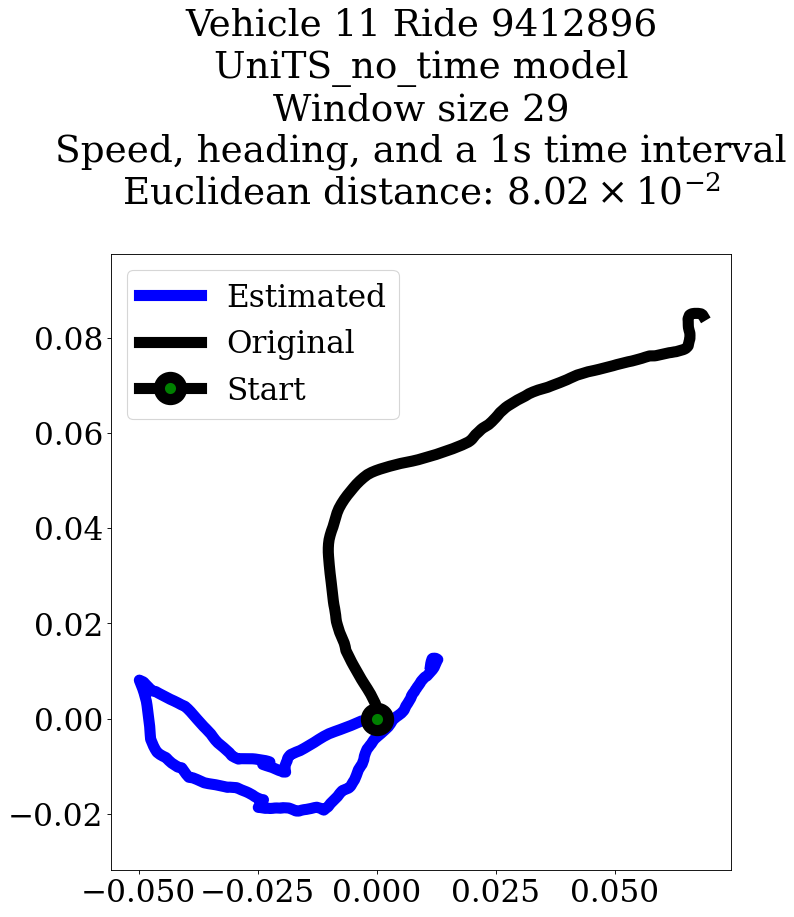 Vehicle 11 Ride 9412896
UniTS_no_time model
Window size 29
Speed, heading, and a 1s time interval
Euclidean distance: 8.02 × 10⁻²
Estimated
Original
Start
0.08
0.06
0.04
0.02
0.00
−0.02
−0.050 −0.025 0.000 0.025 0.050